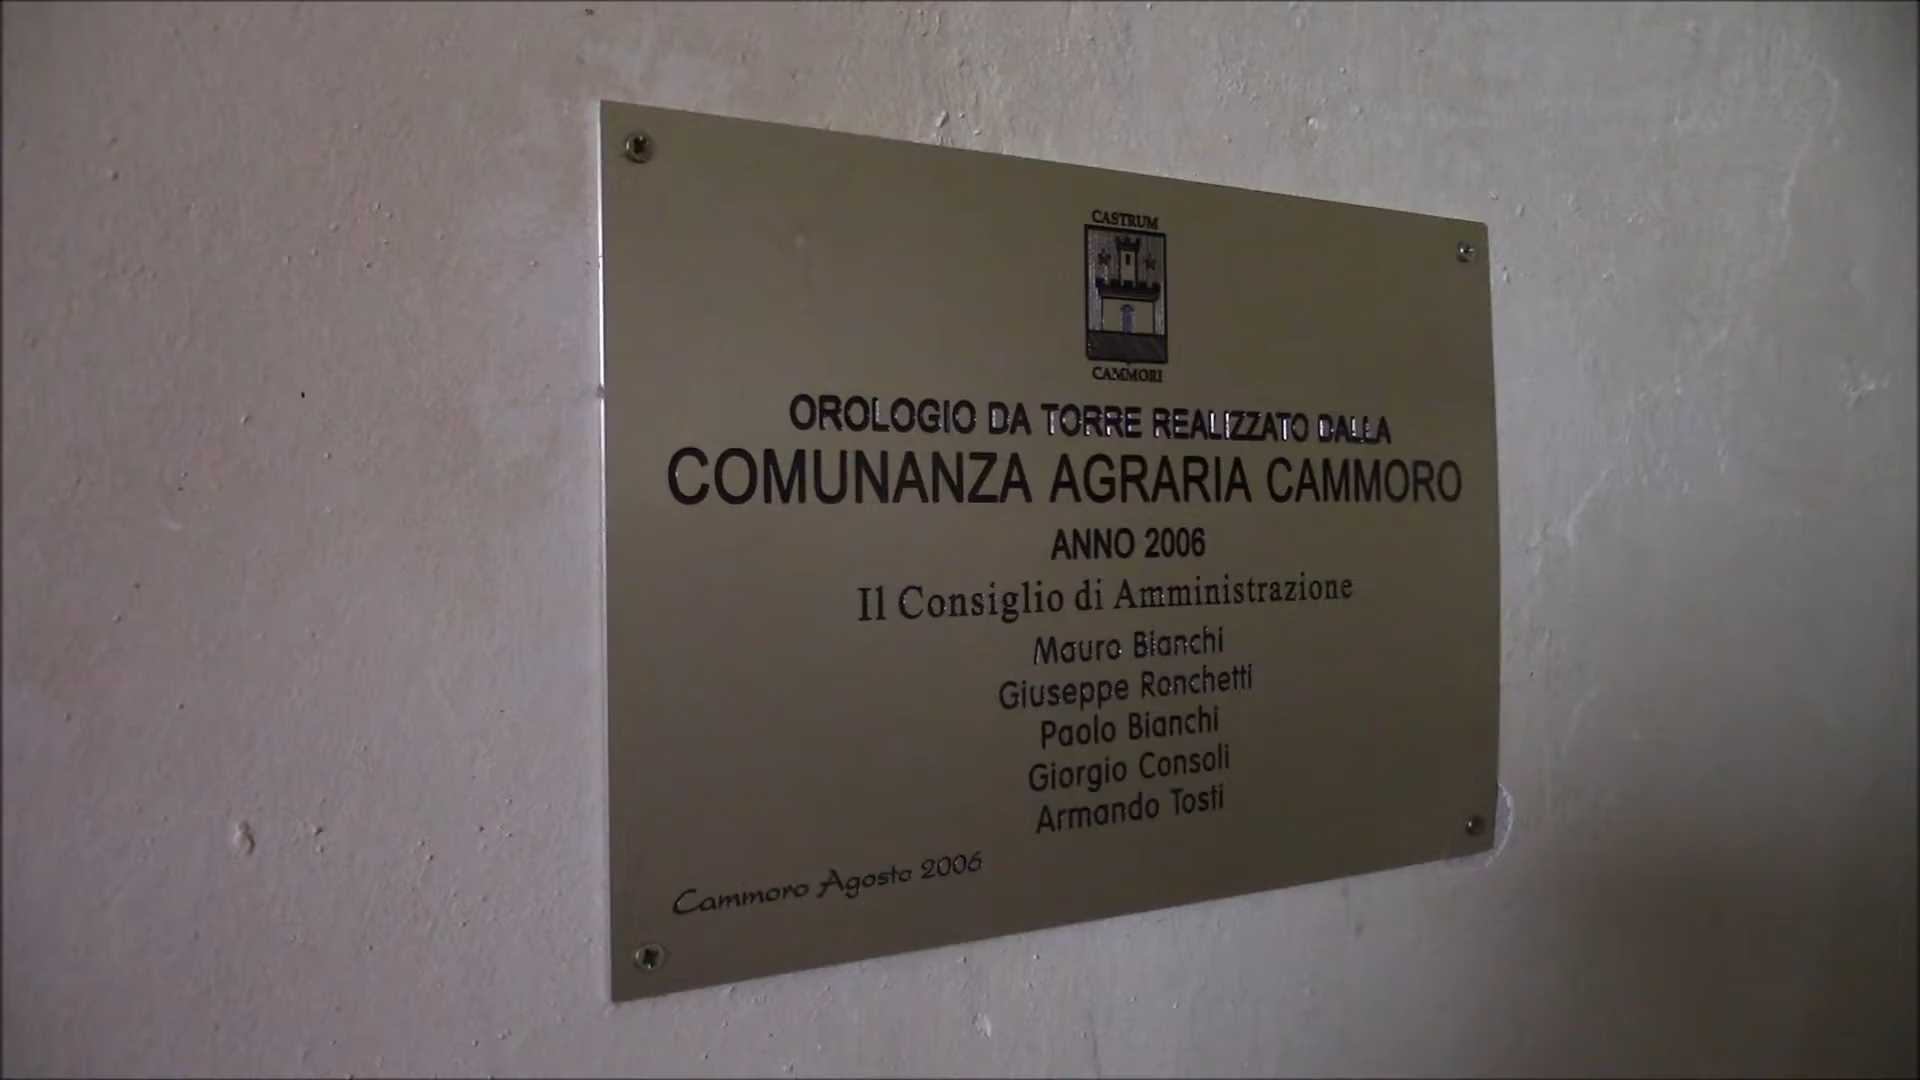 CASTRUM
CAMMORI
OROLOGIO DA TORRE REALIZZATO DALLA
COMUNANZA AGRARIA CAMMORO
ANNO 2006
Il Consiglio di Amministrazione
Mauro Bianchi
Giuseppe Ronchetti
Paolo Bianchi
Giorgio Consoli
Armando Tosti
Cammoro Agosto 2006